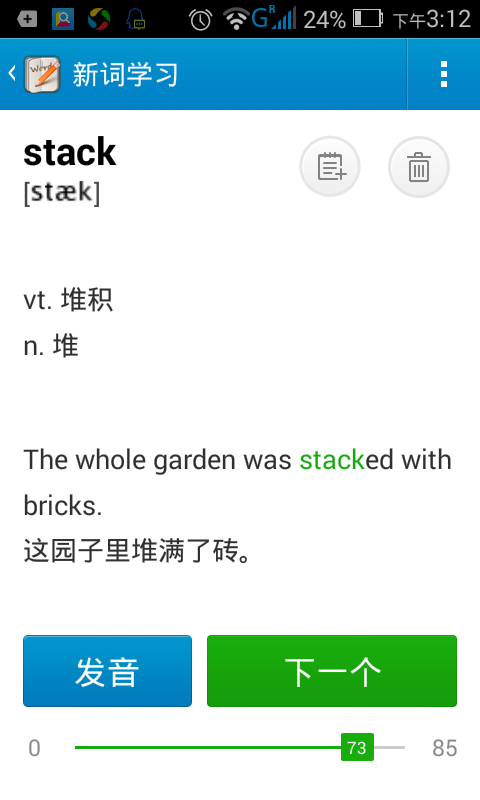 G R 24% 下午3:12
Words 新词学习
stack
[stæk]
vt. 堆积
n. 堆
The whole garden was stacked with
bricks.
这园子里堆满了砖。
发音 下一个
0 73 85